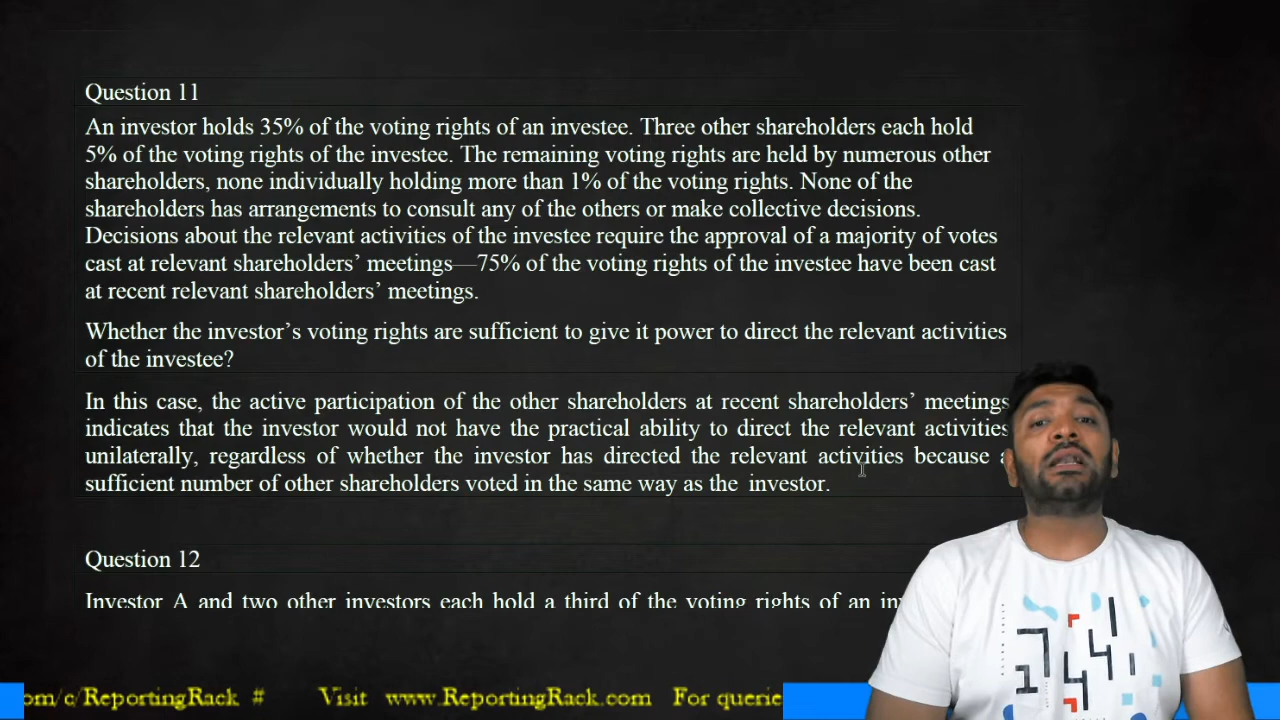 Question 11
An investor holds 35% of the voting rights of an investee. Three other shareholders each hold
5% of the voting rights of the investee. The remaining voting rights are held by numerous other
shareholders, none individually holding more than 1% of the voting rights. None of the
shareholders has arrangements to consult any of the others or make collective decisions.
Decisions about the relevant activities of the investee require the approval of a majority of votes
cast at relevant shareholders’ meetings—75% of the voting rights of the investee have been cast
at recent relevant shareholders’ meetings.
Whether the investor’s voting rights are sufficient to give it power to direct the relevant activities
of the investee?
In this case, the active participation of the other shareholders at recent shareholders’ meetings
indicates that the investor would not have the practical ability to direct the relevant activities
unilaterally, regardless of whether the investor has directed the relevant activities because a
sufficient number of other shareholders voted in the same way as the investor.
Question 12
Investor A and two other investors each hold a third of the voting rights of an
om/c/ReportingRack # Visit www.ReportingRack.com For querie